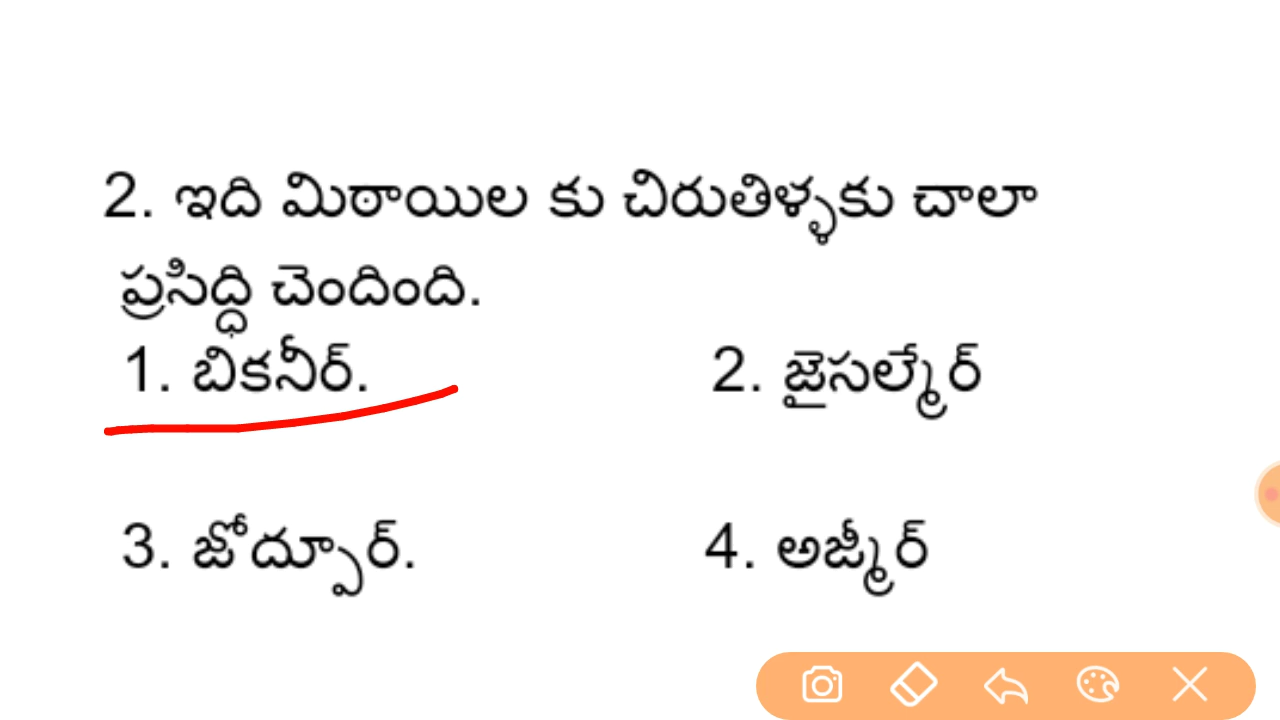 2. ఇది మిఠాయిల కు చిరుతిళ్ళకు చాలా
ప్రసిద్ధి చెందింది.
1. బికనీర్. 2. జైసల్మేర్
3. జోద్పూర్. 4. అజ్మీర్